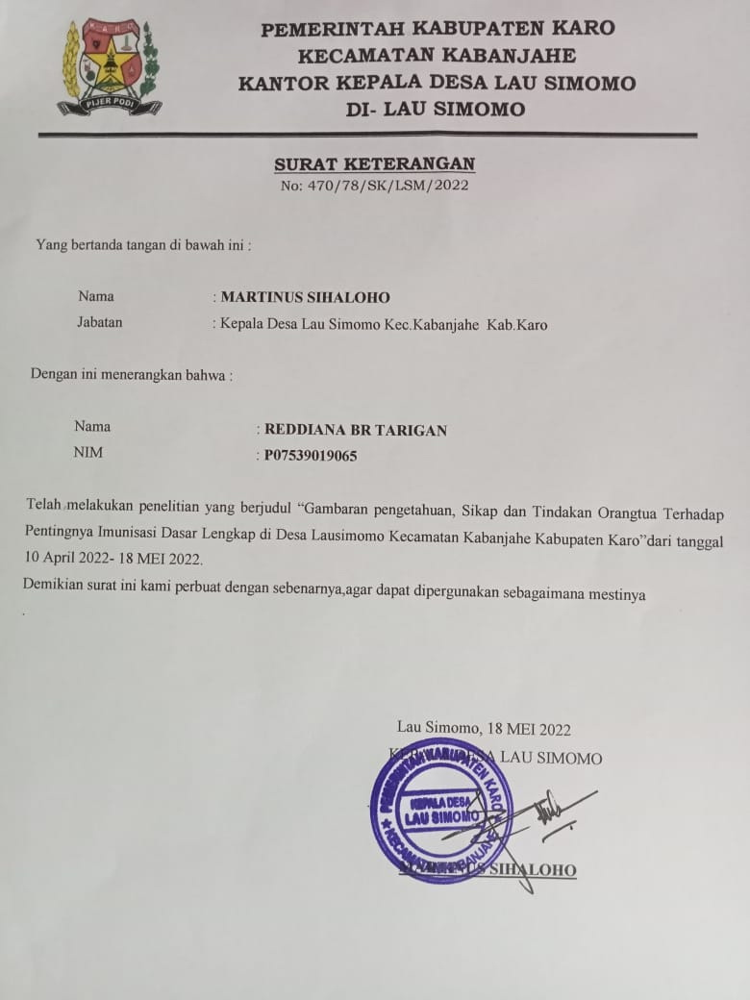 KARO
PIJER PODI
PEMERINTAH KABUPATEN KARO
KECAMATAN KABANJAHE
KANTOR KEPALA DESA LAU SIMOMO
DI- LAU SIMOMO
SURAT KETERANGAN
No: 470/78/SK/LSM/2022
Yang bertanda tangan di bawah ini :
Nama : MARTINUS SIHALOHO
Jabatan : Kepala Desa Lau Simomo Kec.Kabanjahe Kab.Karo
Dengan ini menerangkan bahwa :
Nama : REDDIANA BR TARIGAN
NIM : P07539019065
Telah melakukan penelitian yang berjudul “Gambaran pengetahuan, Sikap dan Tindakan Orangtua Terhadap
Pentingnya Imunisasi Dasar Lengkap di Desa Lausimomo Kecamatan Kabanjahe Kabupaten Karo”dari tanggal
10 April 2022- 18 MEI 2022.
Demikian surat ini kami perbuat dengan sebenarnya,agar dapat dipergunakan sebagaimana mestinya
.
Lau Simomo, 18 MEI 2022
KEPALA DESA LAU SIMOMO
PEMERINTAH KABUPATEN KARO
KEPALA DESA
LAU SIMOMO
KECAMATAN KABANJAHE
MARTINUS SIHALOHO